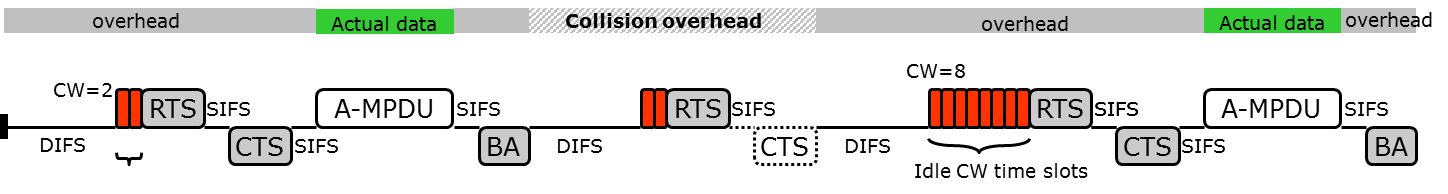 overhead Actual data Collision overhead overhead Actual data overhead
CW=2 CW=8
RTS SIFS A-MPDU SIFS RTS SIFS RTS SIFS A-MPDU SIFS
DIFS CTS SIFS BA DIFS CTS DIFS CTS SIFS BA
Idle CW time slots